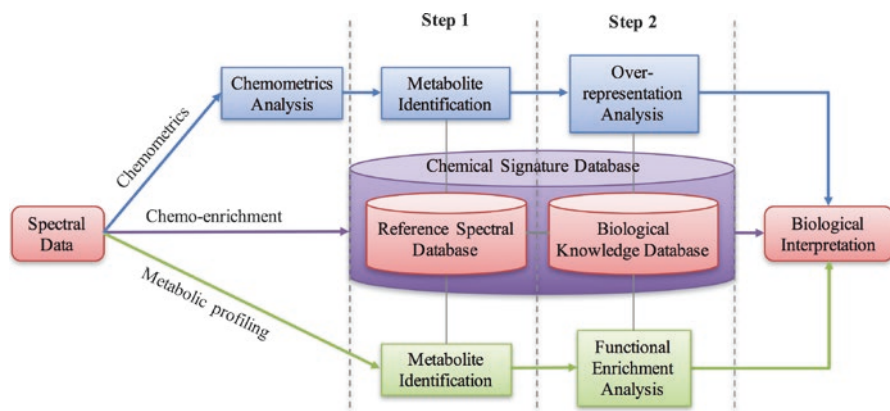 Step 1
Step 2
Chemometrics
Analysis
Metabolite
Identification
Over-
representation
Analysis
Chemometrics
Chemical Signature Database
Spectral
Data
Chemo-enrichment
Reference Spectral
Database
Biological
Knowledge Database
Biological
Interpretation
Metabolic profiling
Metabolite
Identification
Functional
Enrichment
Analysis